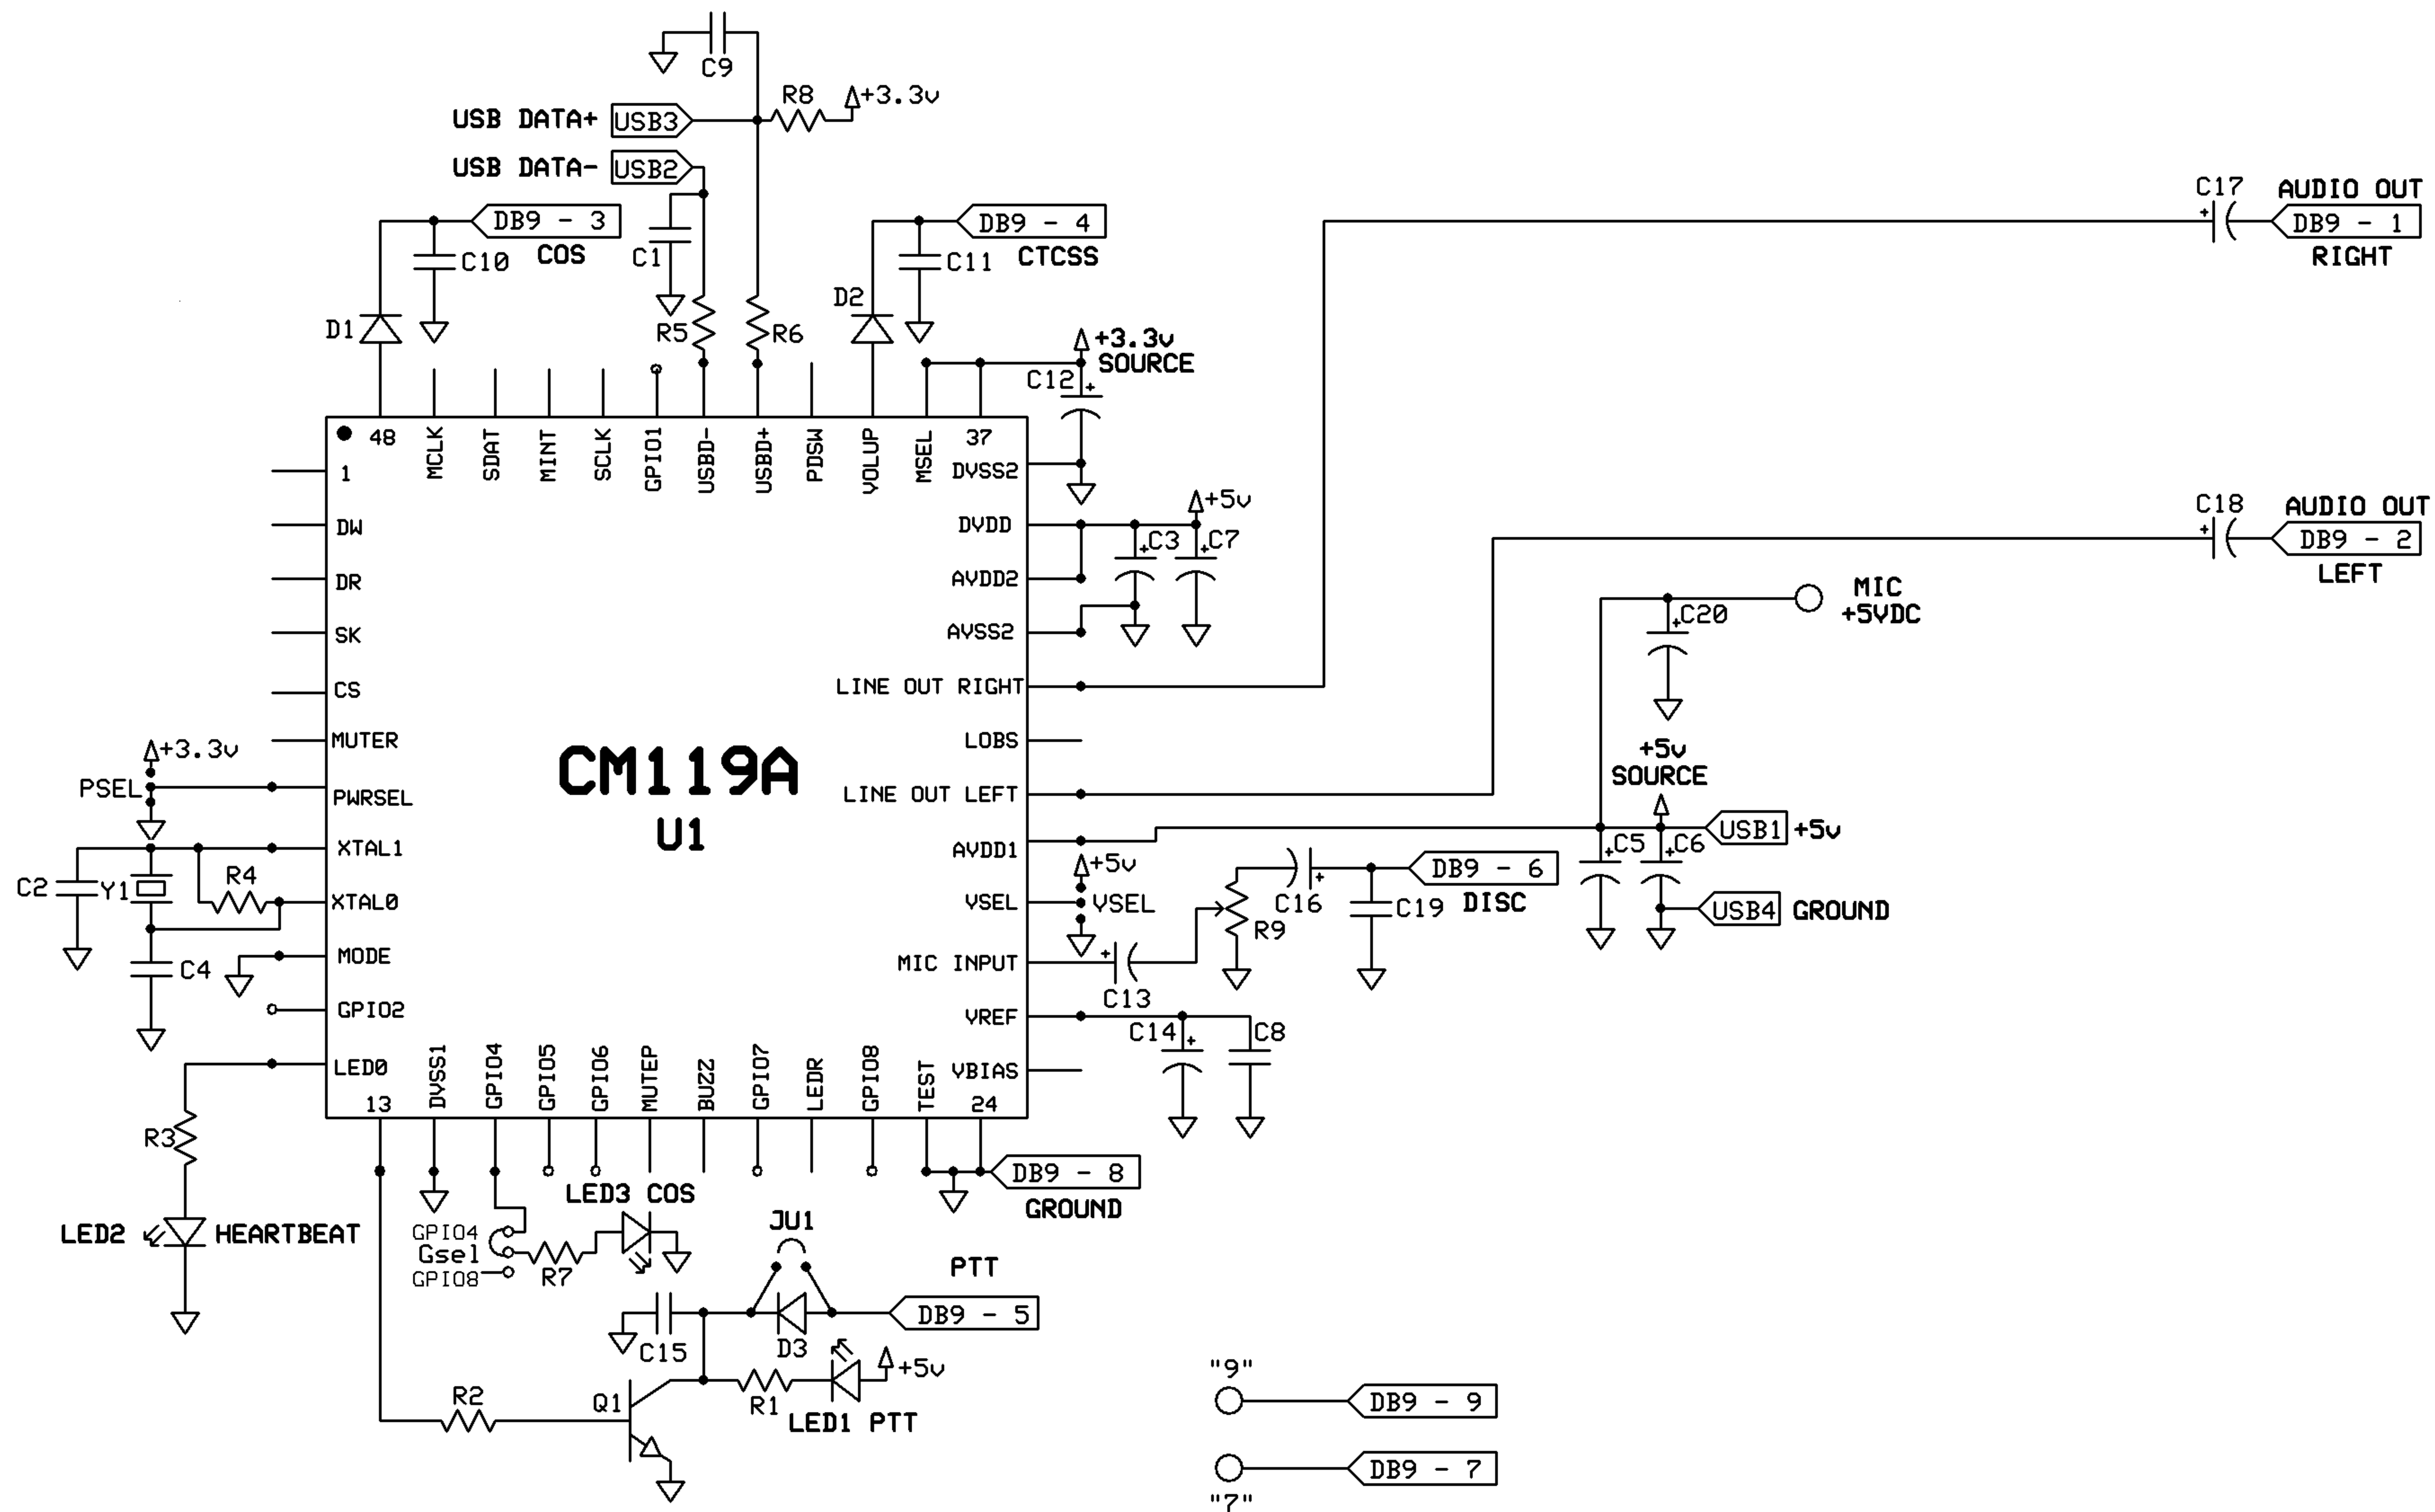 C9
R8
+3.3v
USB DATA+ USB3
USB DATA- USB2
C17
AUDIO OUT
DB9 - 1
RIGHT
DB9 - 3
COS
C10
C1
DB9 - 4
CTCSS
C11
D1
R5
R6
D2
+3.3v
SOURCE
C12
+
48
MCLK
SDAT
MINT
SCLK
GPIO1
USBD-
USBD+
PDSW
VOLUP
MSEL
37
1
DW
DR
SK
CS
MUTER
PWRSEL
XTAL1
XTAL0
MODE
GPIO2
LED0
CM119A
U1
DVSS2
DVDD
AVDD2
AVSS2
LINE OUT RIGHT
LOBS
LINE OUT LEFT
AVDD1
VSEL
MIC INPUT
VREF
VBIAS
13
DVSS1
GPIO4
GPIO5
GPIO6
MUTEP
BUZZ
GPIO7
LEDR
GPIO8
TEST
24
+5v
+C3
+C7
C18
+
AUDIO OUT
DB9 - 2
LEFT
MIC
+5VDC
+C20
+5v
SOURCE
USB1 +5v
+C5
+C6
USB4 GROUND
+5v
VSEL
C16
+
C19
DB9 - 6
DISC
R9
+
C13
C14
+
C8
+3.3v
PSEL
C2
Y1
R4
C4
R3
LED2
HEARTBEAT
DB9 - 8
GROUND
LED3 COS
GPIO4
Gsel
GPIO8
R7
JU1
PTT
DB9 - 5
C15
D3
+5v
R2
Q1
R1
LED1 PTT
"9"
DB9 - 9
DB9 - 7
"7"